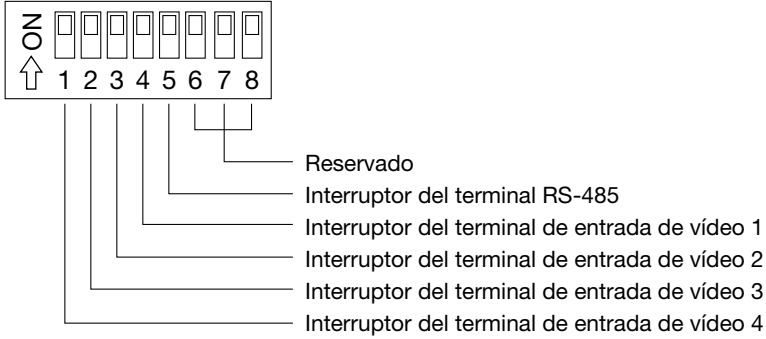 ON
1 2 3 4 5 6 7 8
Reservado
Interruptor del terminal RS-485
Interruptor del terminal de entrada de vídeo 1
Interruptor del terminal de entrada de vídeo 2
Interruptor del terminal de entrada de vídeo 3
Interruptor del terminal de entrada de vídeo 4